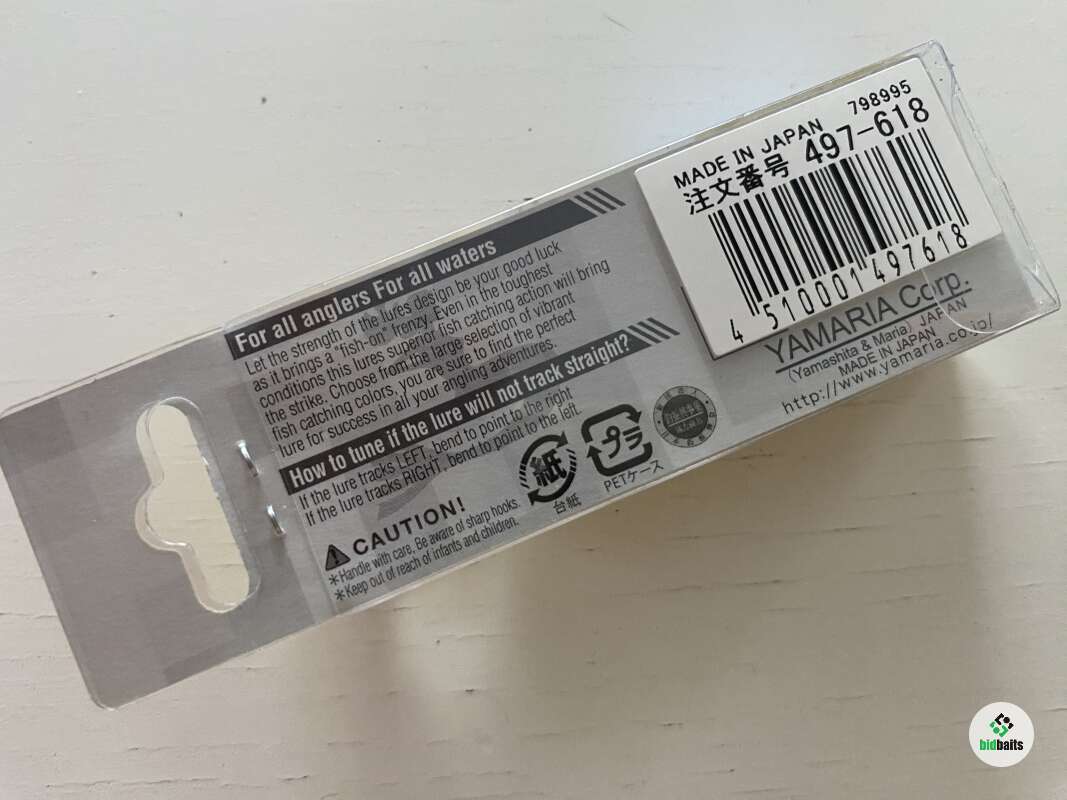 798995
MADE IN JAPAN
注文番号 497-618
4 510001 497618
YAMARIA Corp.
(Yamashita & Maria) JAPAN
MADE IN JAPAN
http://www.yamaria.co.jp/
For all anglers For all waters
Let the strength of the lures design be your good luck
as it brings a "fish-on" frenzy. Even in the toughest
conditions this lures superior fish catching action will bring
the strike. Choose from the large selection of vibrant
fish catching colors, you are sure to find the perfect
lure for success in all your angling adventures.
How to tune if the lure will not track straight?
If the lure tracks LEFT, bend to point to the right
If the lure tracks RIGHT, bend to point to the left.
CAUTION!
*Handle with care. Be aware of sharp hooks.
*Keep out of reach of infants and children.
紙
台紙
プラ
PETケース
bidbaits